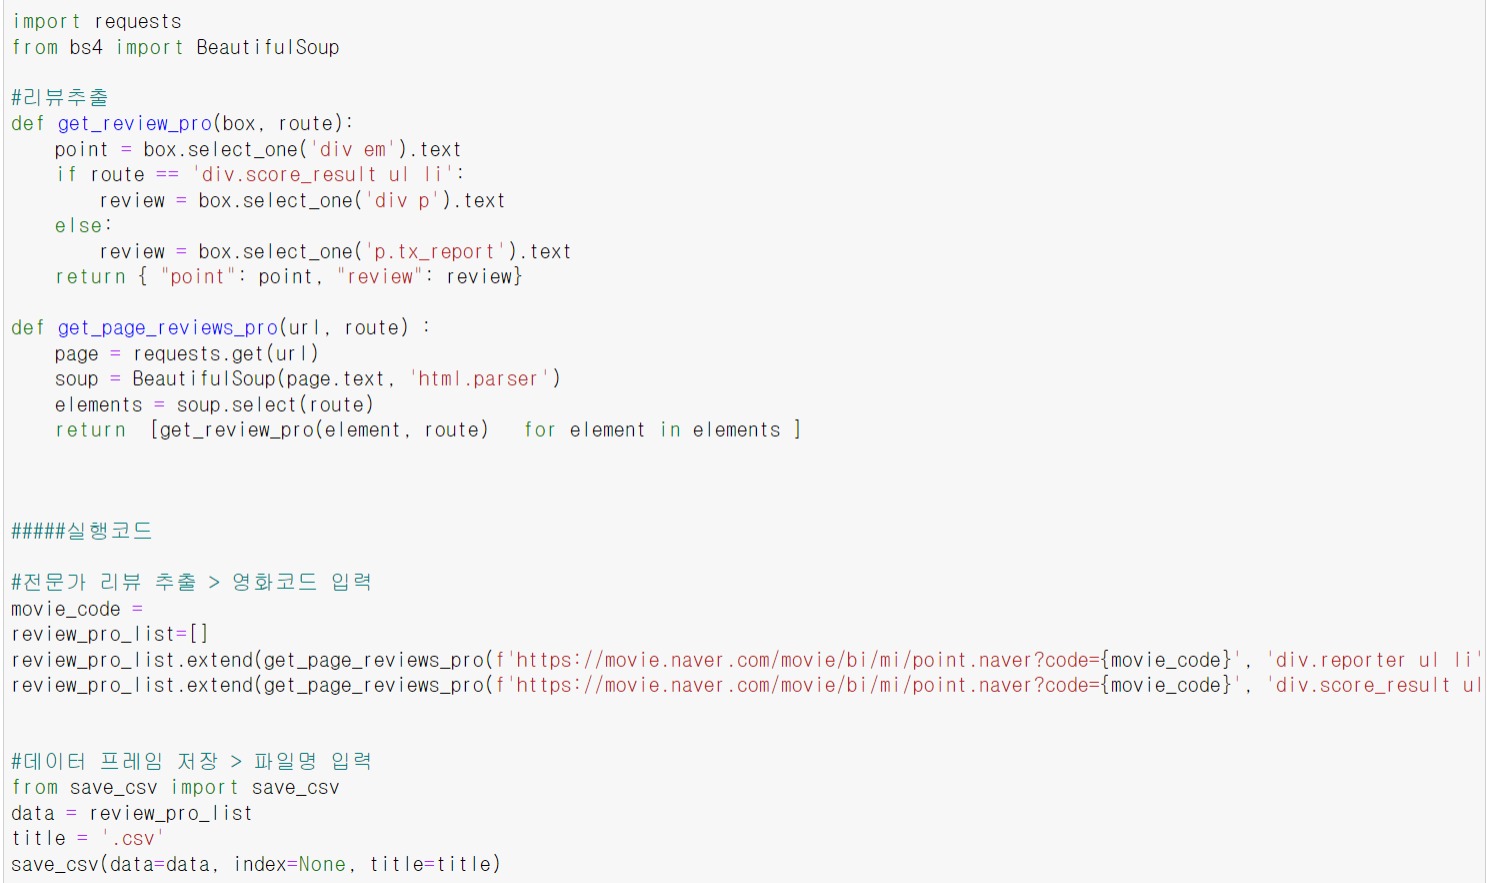 import requests
from bs4 import BeautifulSoup
#리뷰추출
def get_review_pro(box, route):
    point = box.select_one('div em').text
    if route == 'div.score_result ul li':
        review = box.select_one('div p').text
    else:
        review = box.select_one('p.tx_report').text
    return { "point": point, "review": review}
def get_page_reviews_pro(url, route) :
    page = requests.get(url)
    soup = BeautifulSoup(page.text, 'html.parser')
    elements = soup.select(route)
    return  [get_review_pro(element, route)   for element in elements ]
#####실행코드
#전문가 리뷰 추출 > 영화코드 입력
movie_code =
review_pro_list=[]
review_pro_list.extend(get_page_reviews_pro(f'https://movie.naver.com/movie/bi/mi/point.naver?code={movie_code}', 'div.reporter ul li'
review_pro_list.extend(get_page_reviews_pro(f'https://movie.naver.com/movie/bi/mi/point.naver?code={movie_code}', 'div.score_result ul
#데이터 프레임 저장 > 파일명 입력
from save_csv import save_csv
data = review_pro_list
title = '.csv'
save_csv(data=data, index=None, title=title)